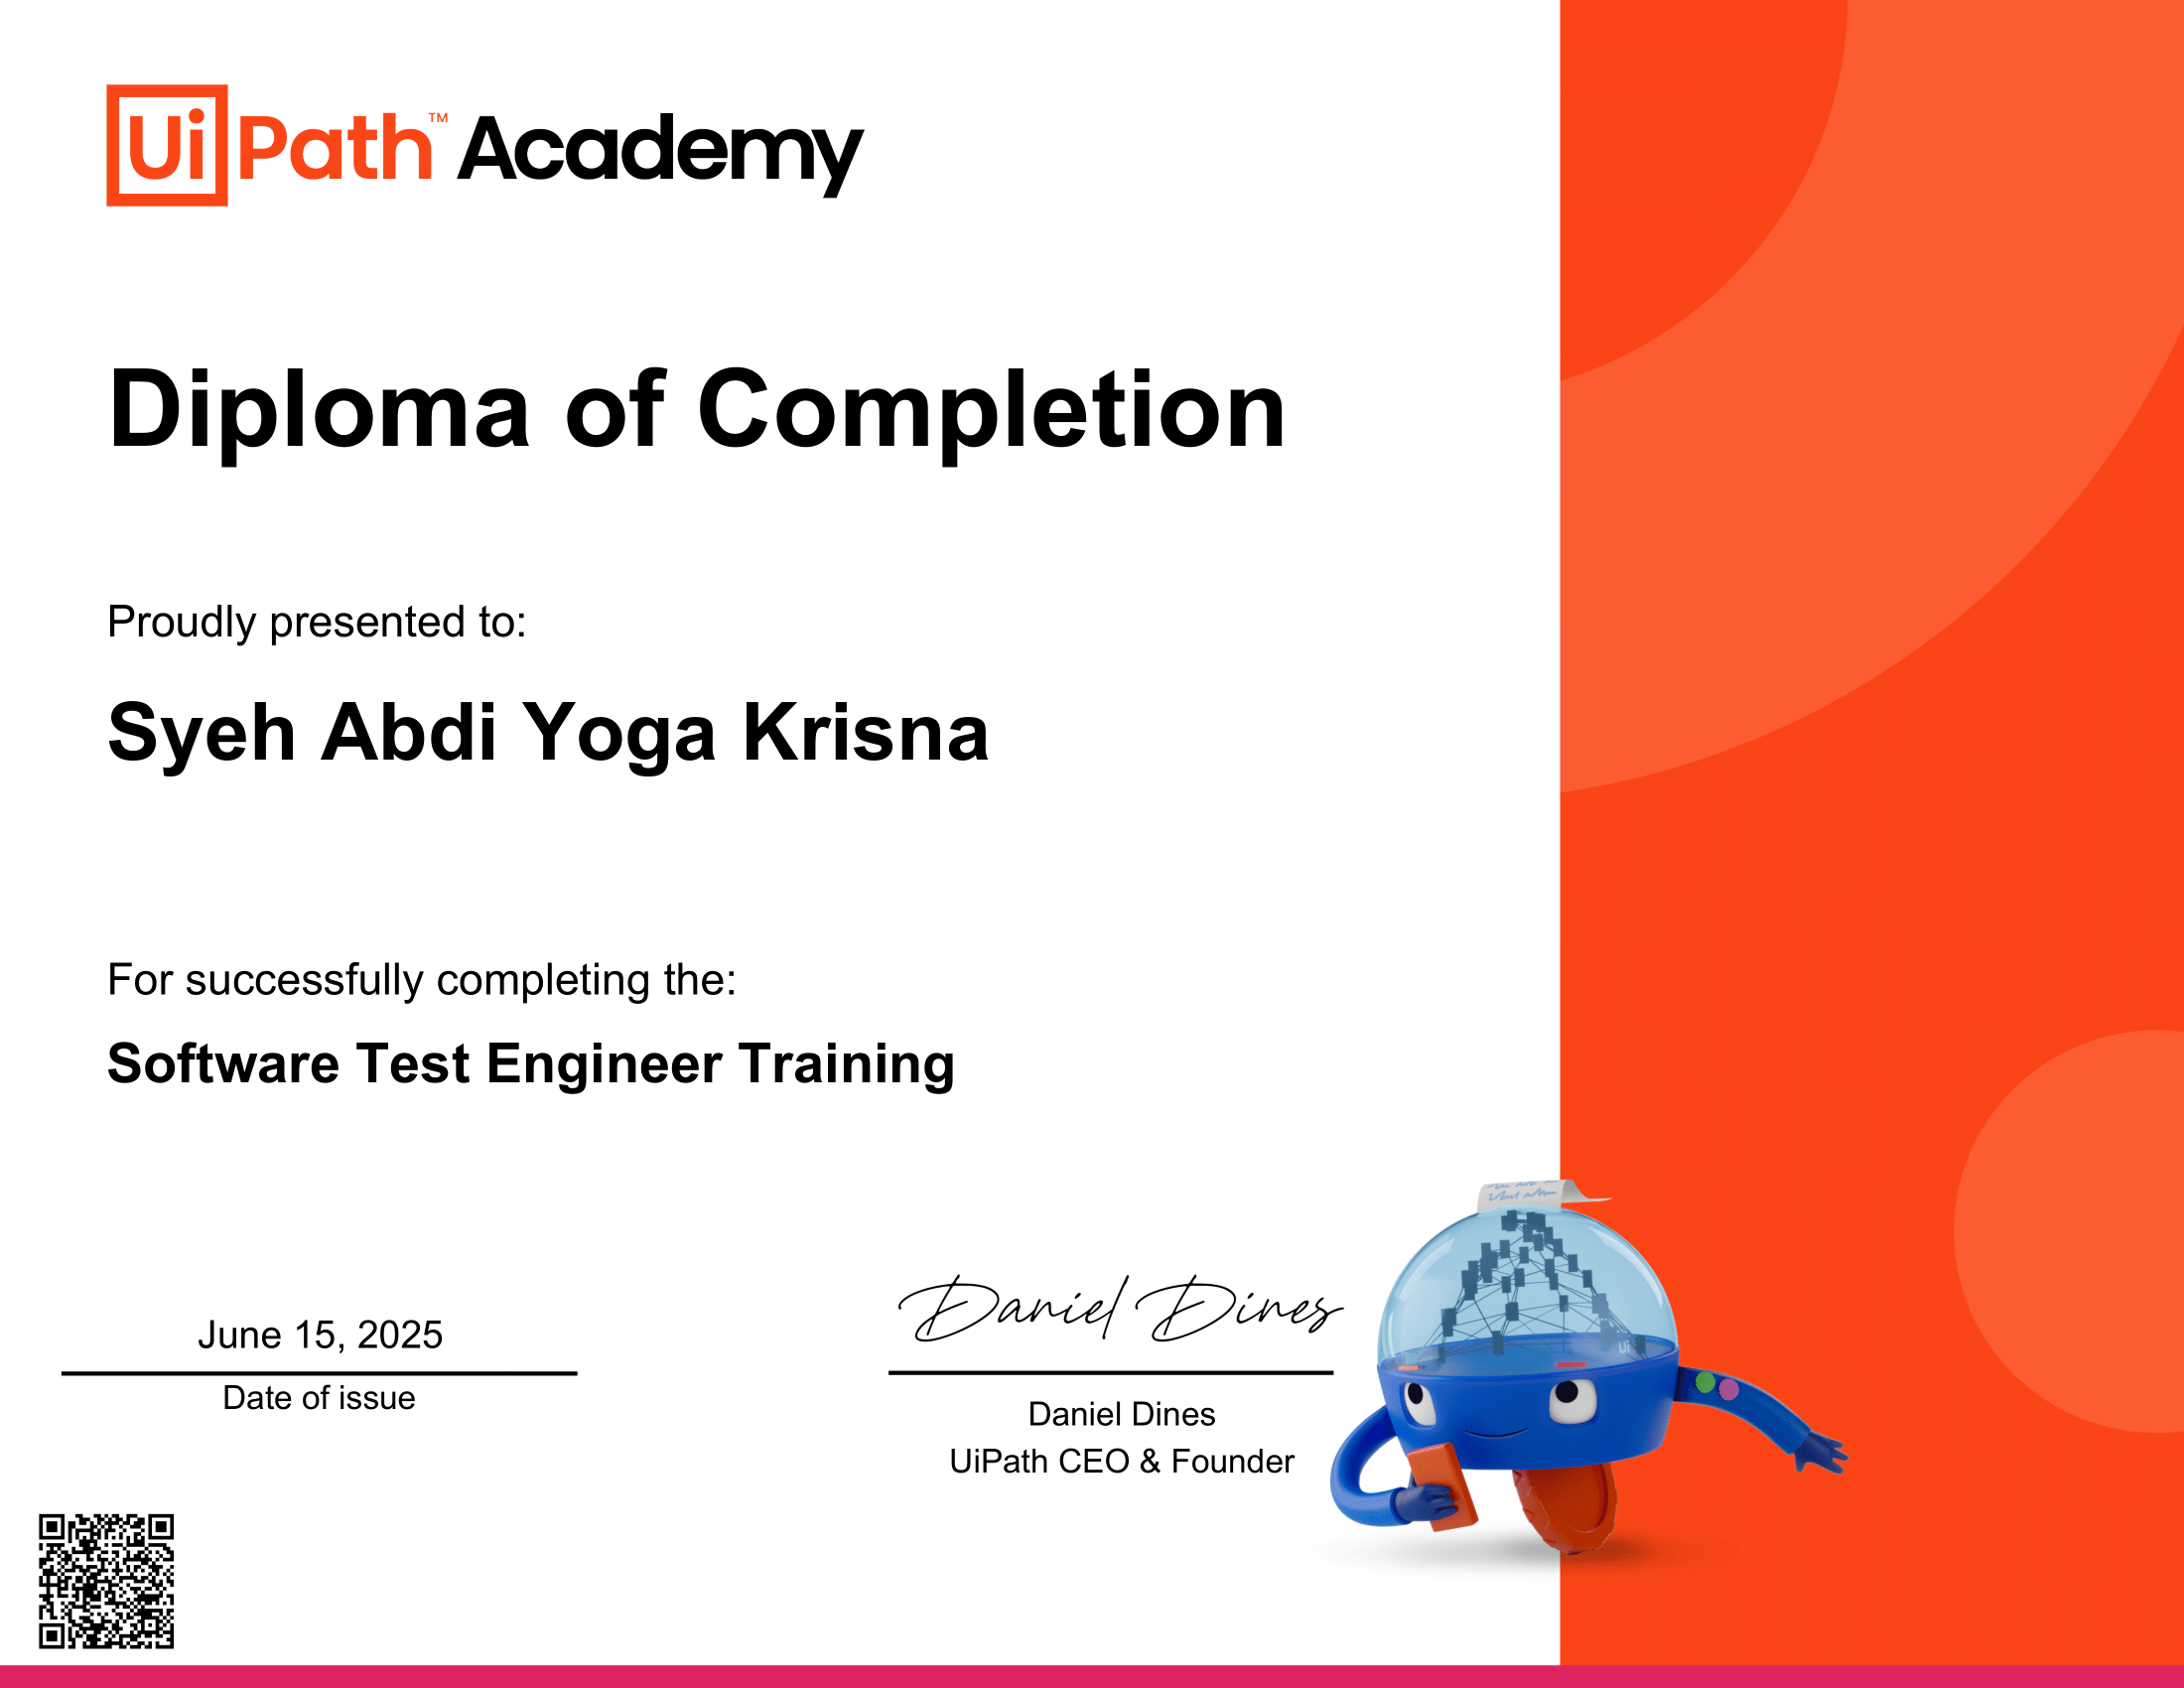 UiPath™ Academy
Diploma of Completion
Proudly presented to:
Syeh Abdi Yoga Krisna
For successfully completing the:
Software Test Engineer Training
June 15, 2025
Date of issue
Daniel Dines
Daniel Dines
UiPath CEO & Founder
Ui